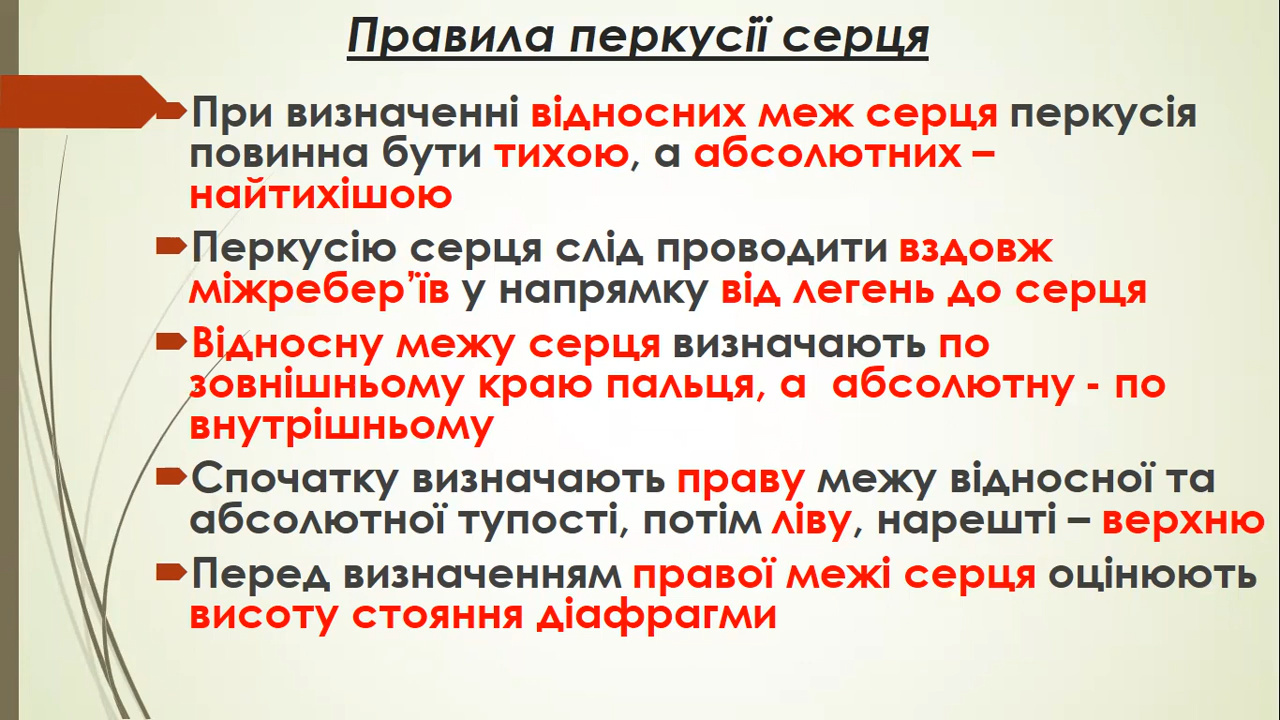 Правила перкусії серця
При визначенні відносних меж серця перкусія
повинна бути тихою, а абсолютних –
найтихішою
Перкусію серця слід проводити вздовж
міжребер’їв у напрямку від легень до серця
Відносну межу серця визначають по
зовнішньому краю пальця, а  абсолютну - по
внутрішньому
Спочатку визначають праву межу відносної та
абсолютної тупості, потім ліву, нарешті – верхню
Перед визначенням правої межі серця оцінюють
висоту стояння діафрагми